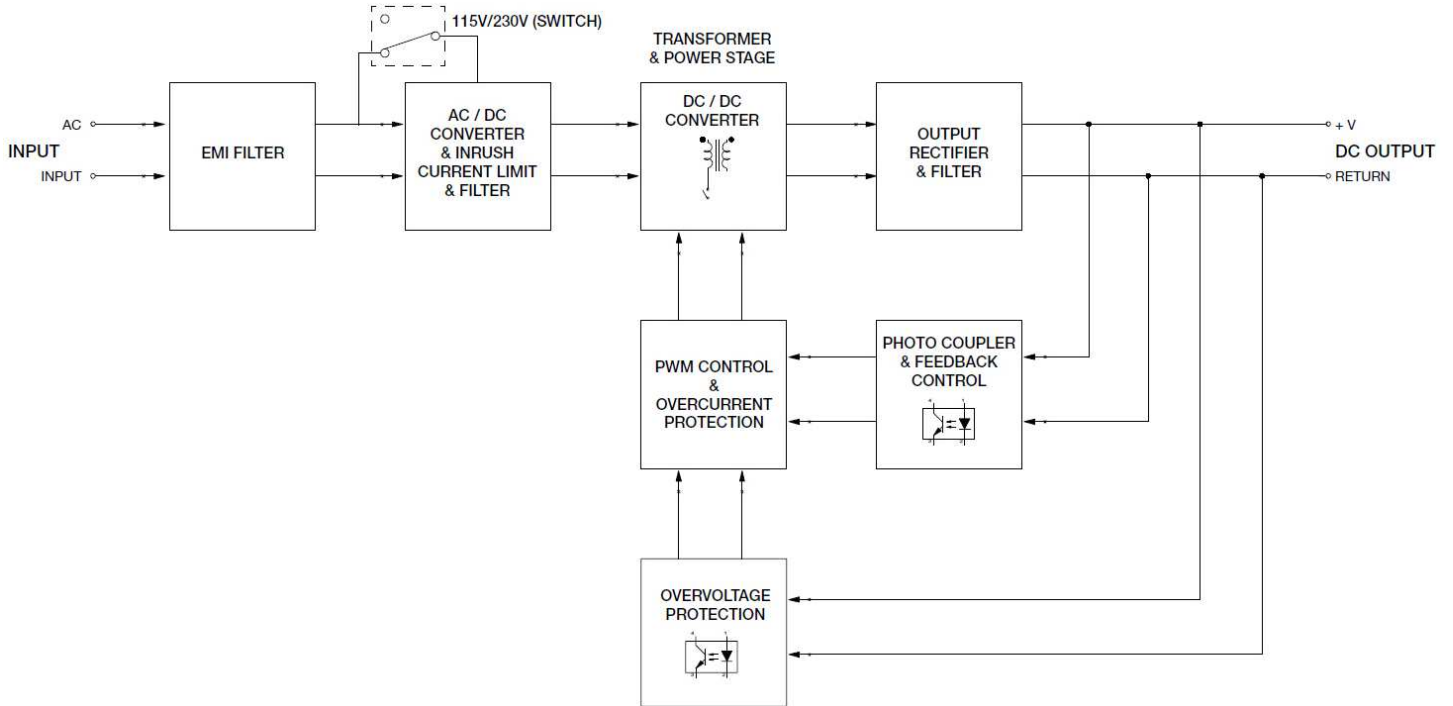 115V/230V (SWITCH)
TRANSFORMER
& POWER STAGE
INPUT
AC
INPUT
EMI FILTER
AC / DC
CONVERTER
& INRUSH
CURRENT LIMIT
& FILTER
DC / DC
CONVERTER
OUTPUT
RECTIFIER
& FILTER
+ V
DC OUTPUT
RETURN
PWM CONTROL
&
OVERCURRENT
PROTECTION
PHOTO COUPLER
& FEEDBACK
CONTROL
OVERVOLTAGE
PROTECTION